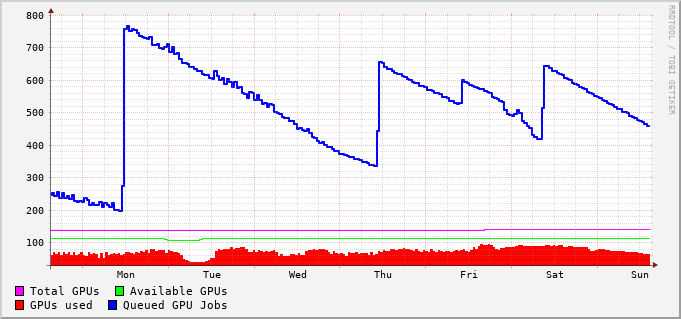 800
700
600
500
400
300
200
100
Mon Tue Wed Thu Fri Sat Sun
Total GPUs Available GPUs
GPUs used Queued GPU Jobs
RRDTOOL / TOBI OETIKER